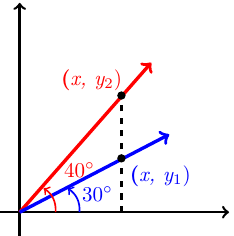 (x, y₂)
40°
30°
(x, y₁)